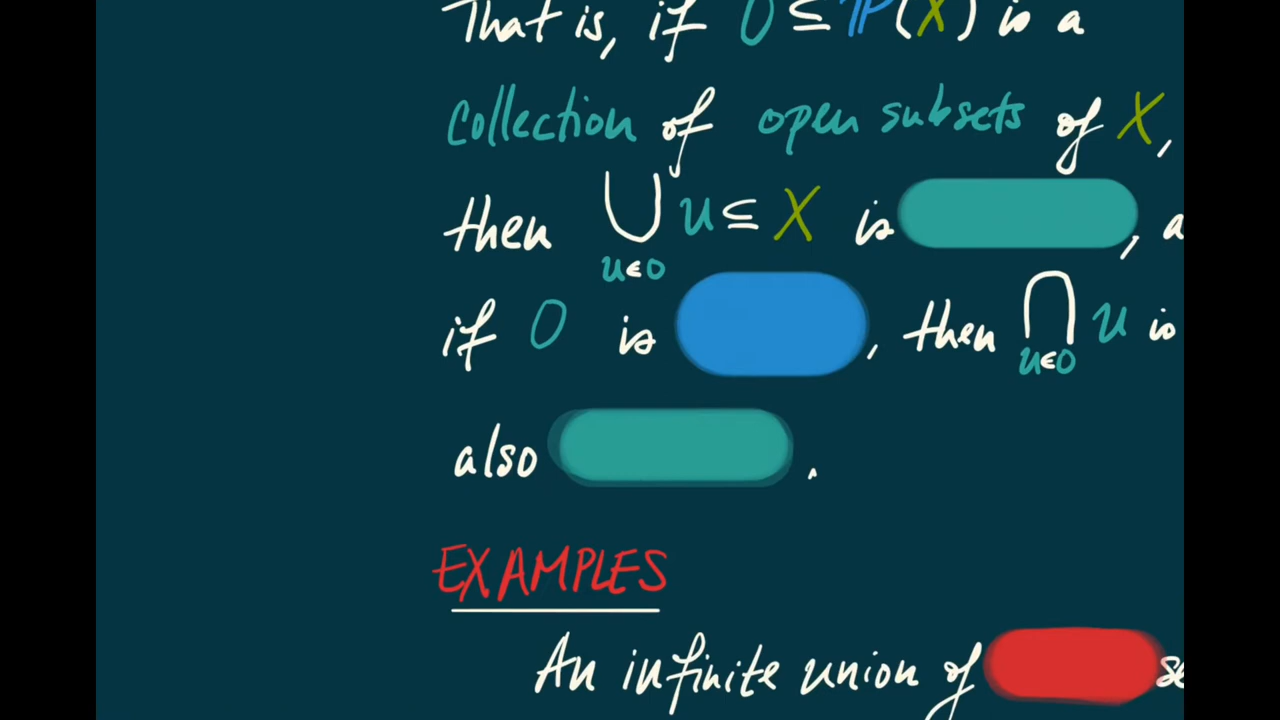 That is, if O ⊆ ℙ(X) is a
collection of open subsets of X,
then ⋃ U ⊆ X is , a
U∈O
if O is , then ⋂ U is
U∈O
also .
EXAMPLES
An infinite union of se